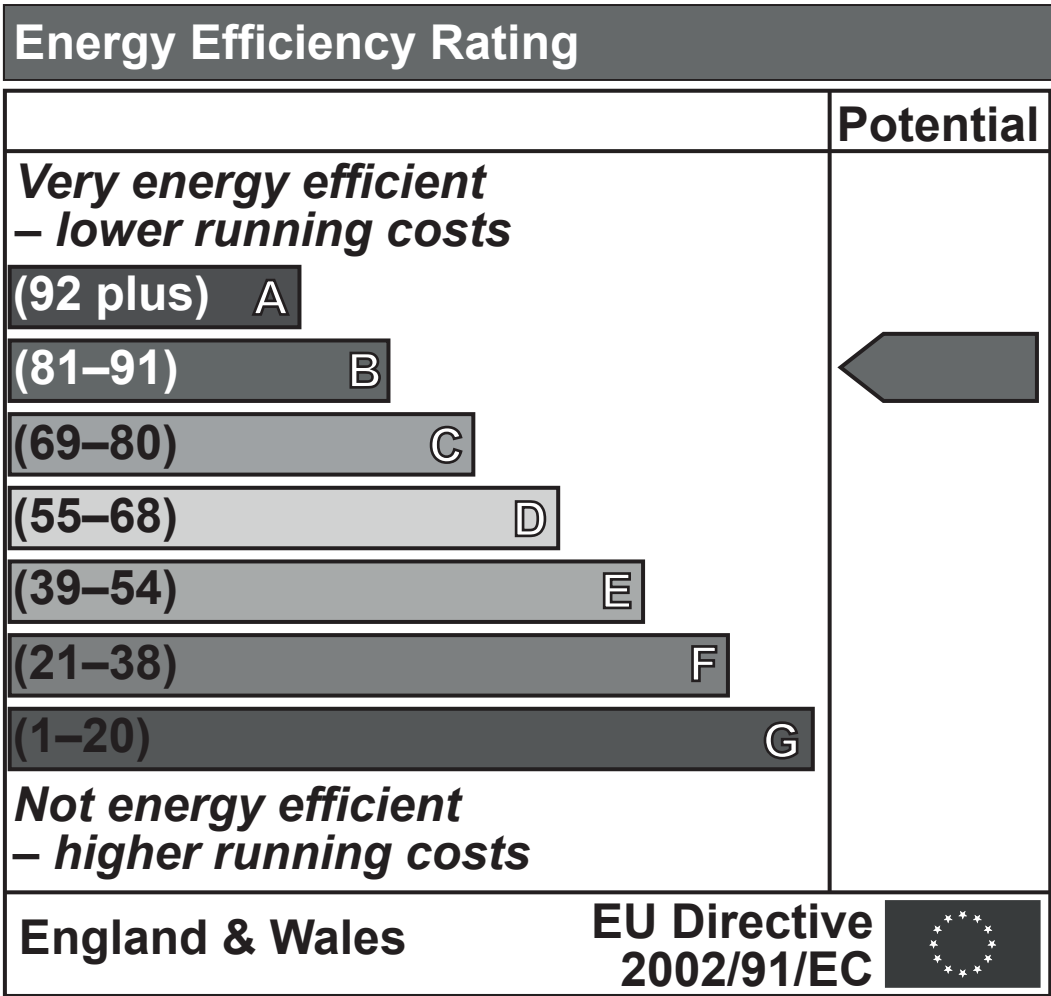 Energy Efficiency Rating
Potential
Very energy efficient
– lower running costs
(92 plus) A
(81–91) B
(69–80) C
(55–68) D
(39–54) E
(21–38) F
(1–20) G
Not energy efficient
– higher running costs
England & Wales
EU Directive
2002/91/EC